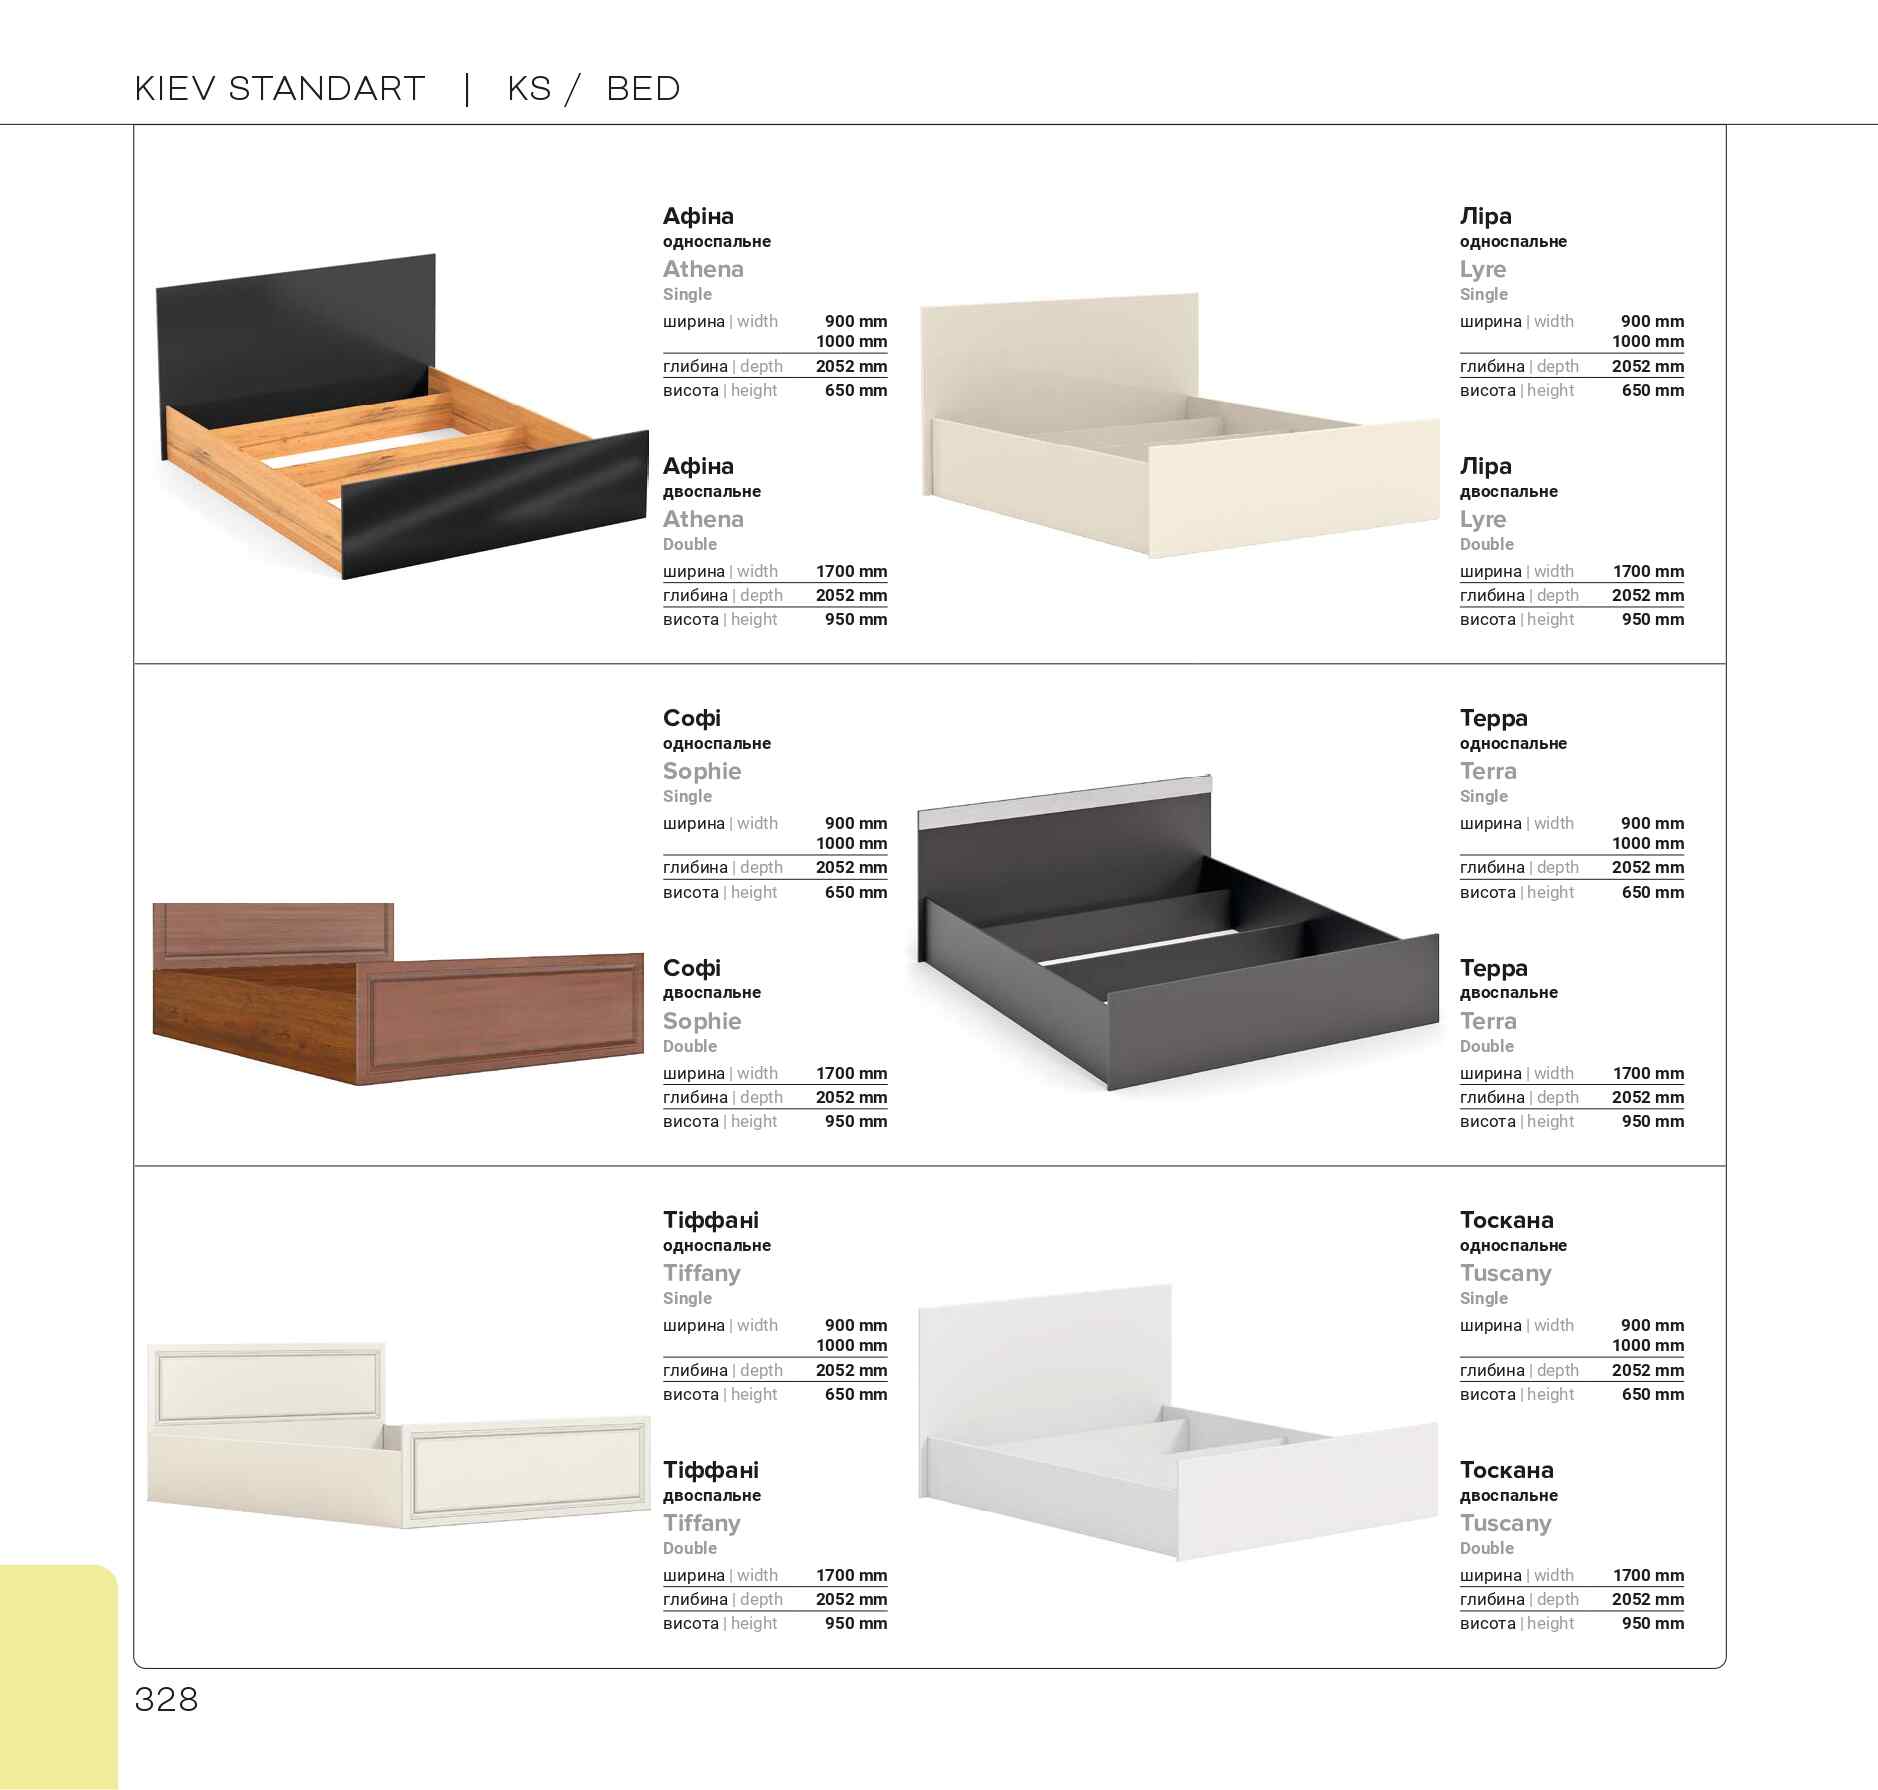 KIEV STANDART | KS / BED
Афіна
односпальне
Athena
Single
ширина | width 900 mm
1000 mm
глибина | depth 2052 mm
висота | height 650 mm
Афіна
двоспальне
Athena
Double
ширина | width 1700 mm
глибина | depth 2052 mm
висота | height 950 mm
Ліра
односпальне
Lyre
Single
ширина | width 900 mm
1000 mm
глибина | depth 2052 mm
висота | height 650 mm
Ліра
двоспальне
Lyre
Double
ширина | width 1700 mm
глибина | depth 2052 mm
висота | height 950 mm
Софі
односпальне
Sophie
Single
ширина | width 900 mm
1000 mm
глибина | depth 2052 mm
висота | height 650 mm
Софі
двоспальне
Sophie
Double
ширина | width 1700 mm
глибина | depth 2052 mm
висота | height 950 mm
Терра
односпальне
Terra
Single
ширина | width 900 mm
1000 mm
глибина | depth 2052 mm
висота | height 650 mm
Терра
двоспальне
Terra
Double
ширина | width 1700 mm
глибина | depth 2052 mm
висота | height 950 mm
Тіффані
односпальне
Tiffany
Single
ширина | width 900 mm
1000 mm
глибина | depth 2052 mm
висота | height 650 mm
Тіффані
двоспальне
Tiffany
Double
ширина | width 1700 mm
глибина | depth 2052 mm
висота | height 950 mm
Тоскана
односпальне
Tuscany
Single
ширина | width 900 mm
1000 mm
глибина | depth 2052 mm
висота | height 650 mm
Тоскана
двоспальне
Tuscany
Double
ширина | width 1700 mm
глибина | depth 2052 mm
висота | height 950 mm
328